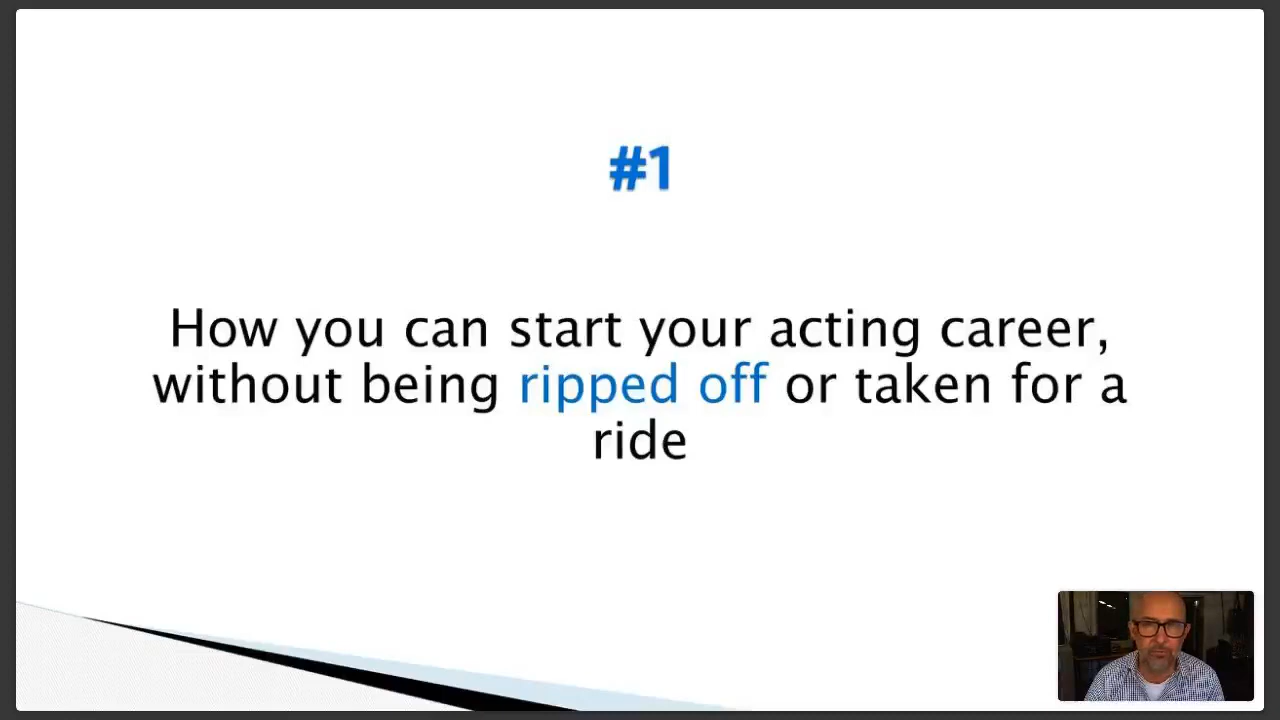 #1
How you can start your acting career,
without being ripped off or taken for a
ride